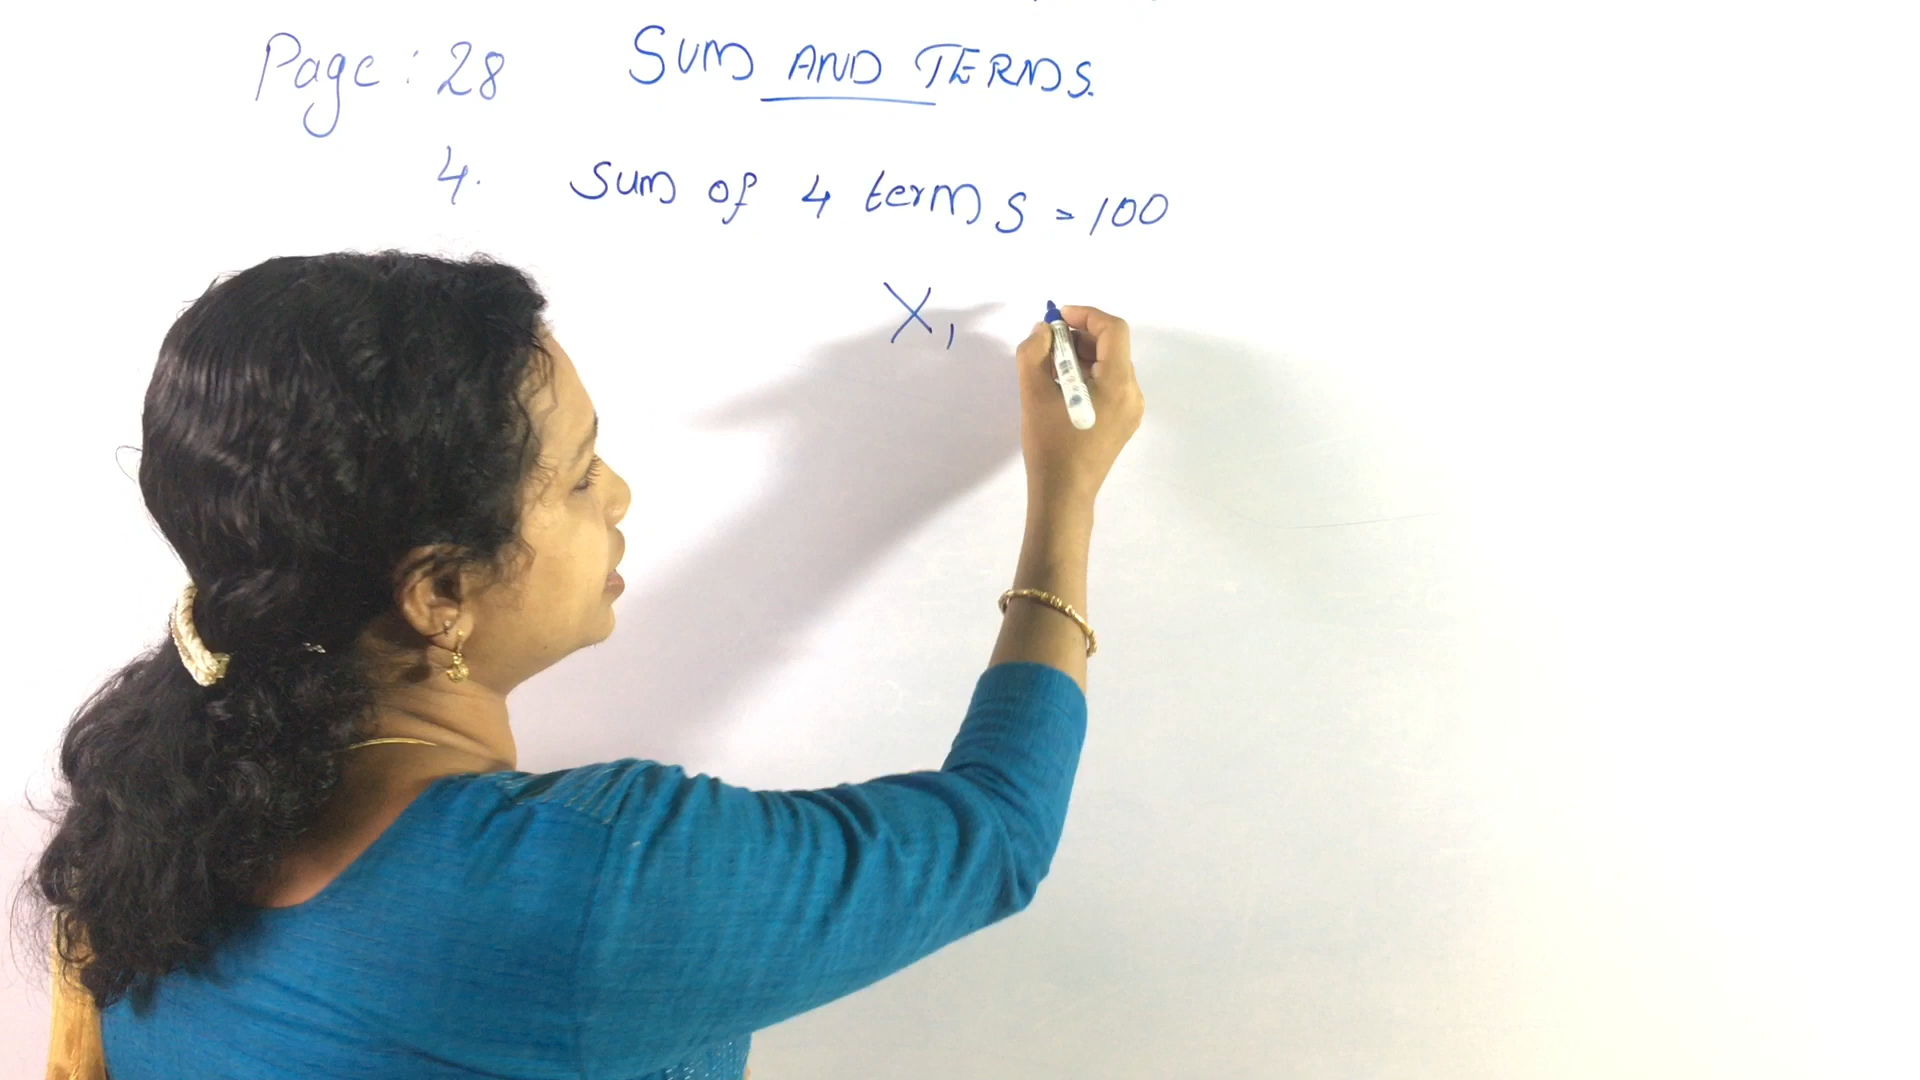 Page: 28 SUM AND TERMS.
4. Sum of 4 terms = 100
X,